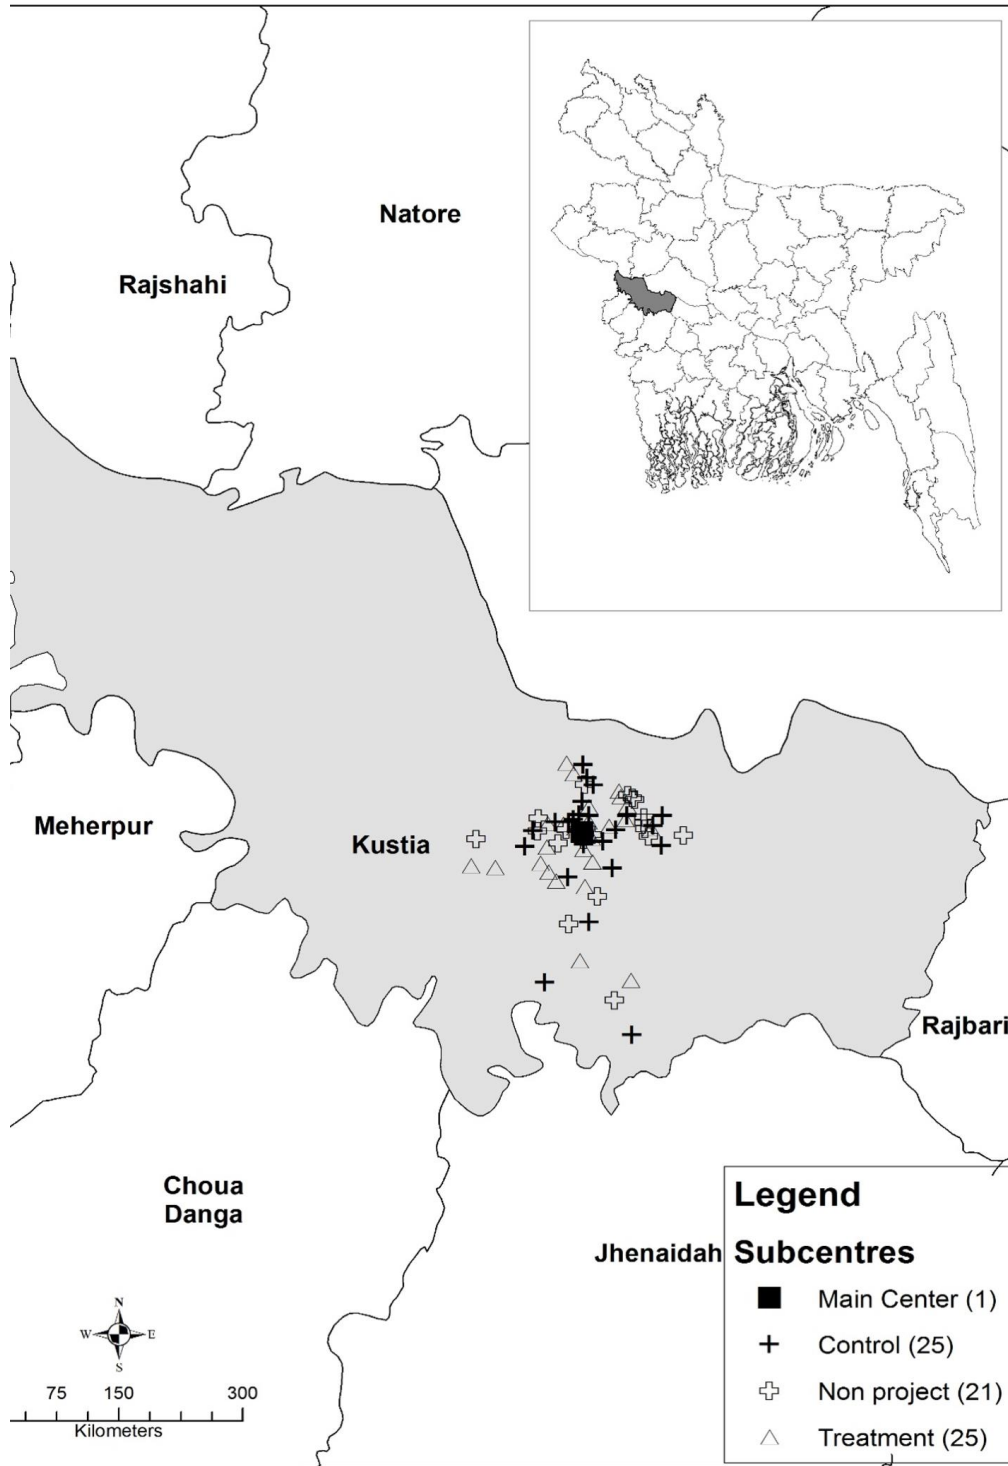 Natore
Rajshahi
Meherpur
Kustia
Rajbari
Choua
Danga
Jhenaidah
N
W
E
S
75 150 300
Kilometers
Legend
Subcentres
Main Center (1)
Control (25)
Non project (21)
Treatment (25)